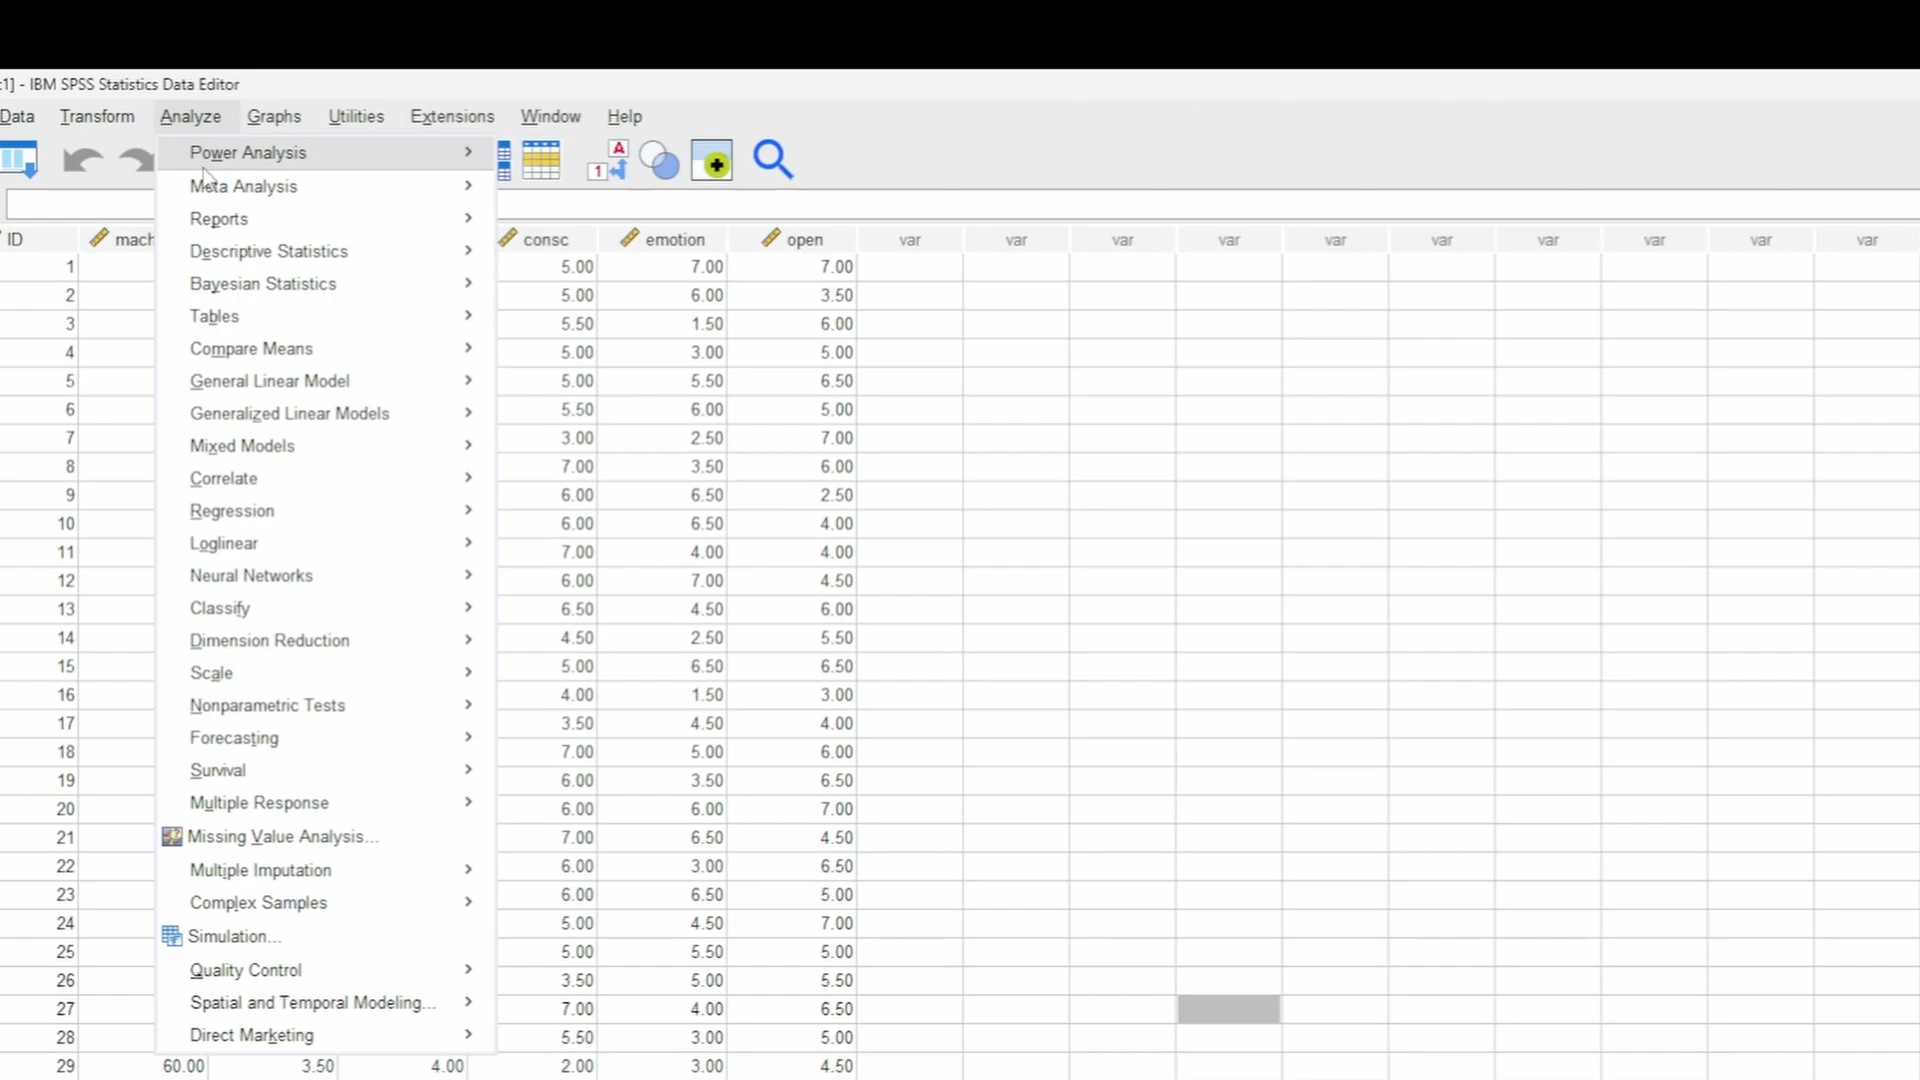 :1] - IBM SPSS Statistics Data Editor
Data Transform Analyze Graphs Utilities Extensions Window Help
Power Analysis
Meta Analysis
Reports
Descriptive Statistics
Bayesian Statistics
Tables
Compare Means
General Linear Model
Generalized Linear Models
Mixed Models
Correlate
Regression
Loglinear
Neural Networks
Classify
Dimension Reduction
Scale
Nonparametric Tests
Forecasting
Survival
Multiple Response
Missing Value Analysis...
Multiple Imputation
Complex Samples
Simulation...
Quality Control
Spatial and Temporal Modeling...
Direct Marketing
A
1
ID mach consc emotion open var var var var var var var var var var
1 5.00 7.00 7.00
2 5.00 6.00 3.50
3 5.50 1.50 6.00
4 5.00 3.00 5.00
5 5.00 5.50 6.50
6 5.50 6.00 5.00
7 3.00 2.50 7.00
8 7.00 3.50 6.00
9 6.00 6.50 2.50
10 6.00 6.50 4.00
11 7.00 4.00 4.00
12 6.00 7.00 4.50
13 6.50 4.50 6.00
14 4.50 2.50 5.50
15 5.00 6.50 6.50
16 4.00 1.50 3.00
17 3.50 4.50 4.00
18 7.00 5.00 6.00
19 6.00 3.50 6.50
20 6.00 6.00 7.00
21 7.00 6.50 4.50
22 6.00 3.00 6.50
23 6.00 6.50 5.00
24 5.00 4.50 7.00
25 5.00 5.50 5.00
26 3.50 5.00 5.50
27 7.00 4.00 6.50
28 5.50 3.00 5.00
29 60.00 3.50 4.00 2.00 3.00 4.50